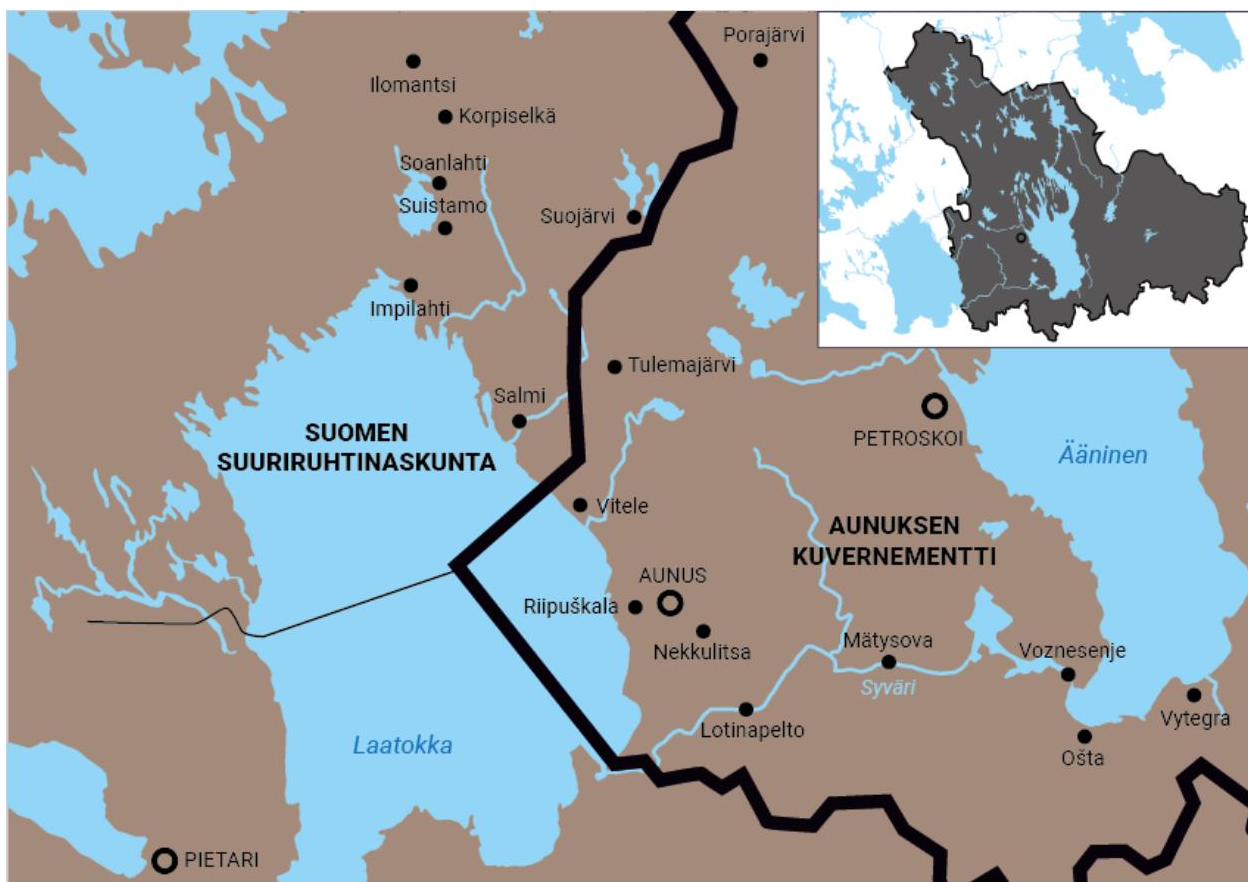 Porajärvi
Ilomantsi
Korpiselkä
Soanlahti
Suistamo
Suojärvi
Impilahti
Tulemajärvi
Salmi
PETROSKOI
SUOMEN
SUURIRUHTINASKUNTA
Ääninen
Vitele
AUNUKSEN
KUVERNEMENTTI
AUNUS
Riipuškala
Nekkulitsa
Mätysova
Voznesenje
Syväri
Lotinapelto
Vytegra
Laatokka
Ošta
PIETARI